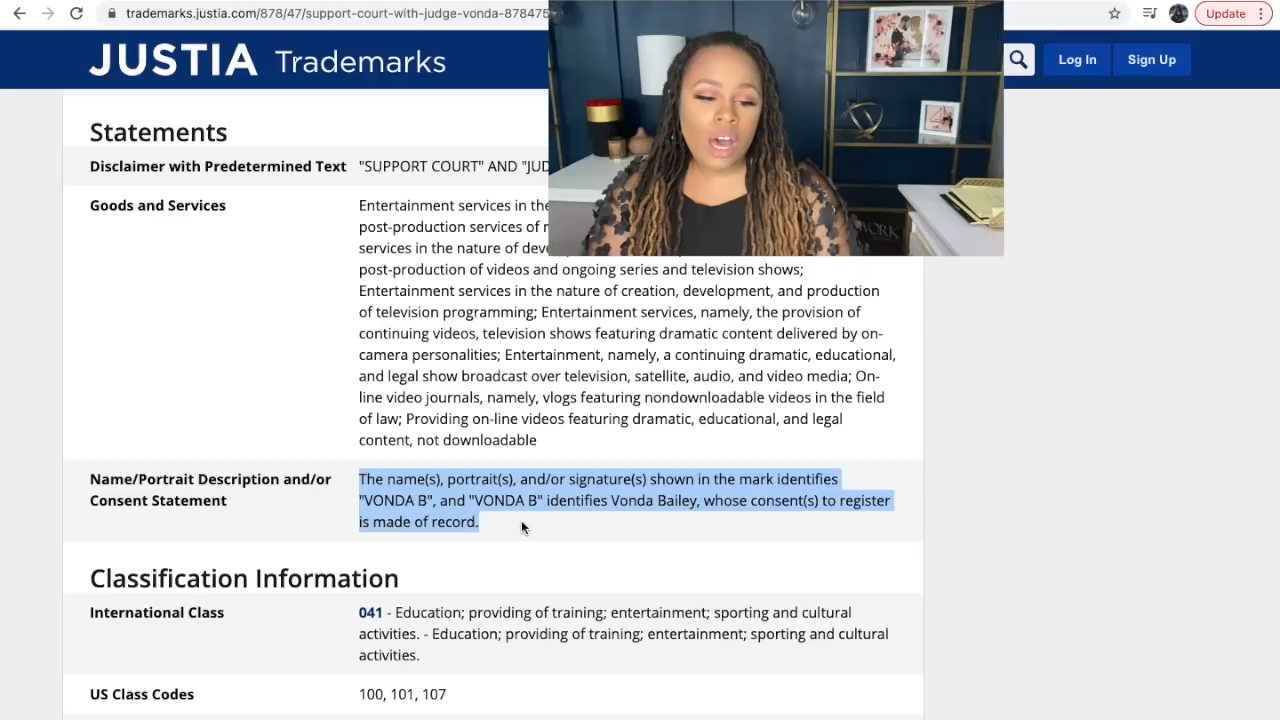 trademarks.justia.com/878/47/support-court-with-judge-vonda-878475
Update
JUSTIA Trademarks
Log In
Sign Up
Statements
Disclaimer with Predetermined Text
"SUPPORT COURT" AND "JUD
Goods and Services
Entertainment services in the
post-production services of
services in the nature of
post-production of videos and ongoing series and television shows;
Entertainment services in the nature of creation, development, and production
of television programming; Entertainment services, namely, the provision of
continuing videos, television shows featuring dramatic content delivered by on-
camera personalities; Entertainment, namely, a continuing dramatic, educational,
and legal show broadcast over television, satellite, audio, and video media; On-
line video journals, namely, vlogs featuring nondownloadable videos in the field
of law; Providing on-line videos featuring dramatic, educational, and legal
content, not downloadable
Name/Portrait Description and/or
Consent Statement
The name(s), portrait(s), and/or signature(s) shown in the mark identifies
"VONDA B", and "VONDA B" identifies Vonda Bailey, whose consent(s) to register
is made of record.
Classification Information
International Class
041 - Education; providing of training; entertainment; sporting and cultural
activities. - Education; providing of training; entertainment; sporting and cultural
activities.
US Class Codes
100, 101, 107